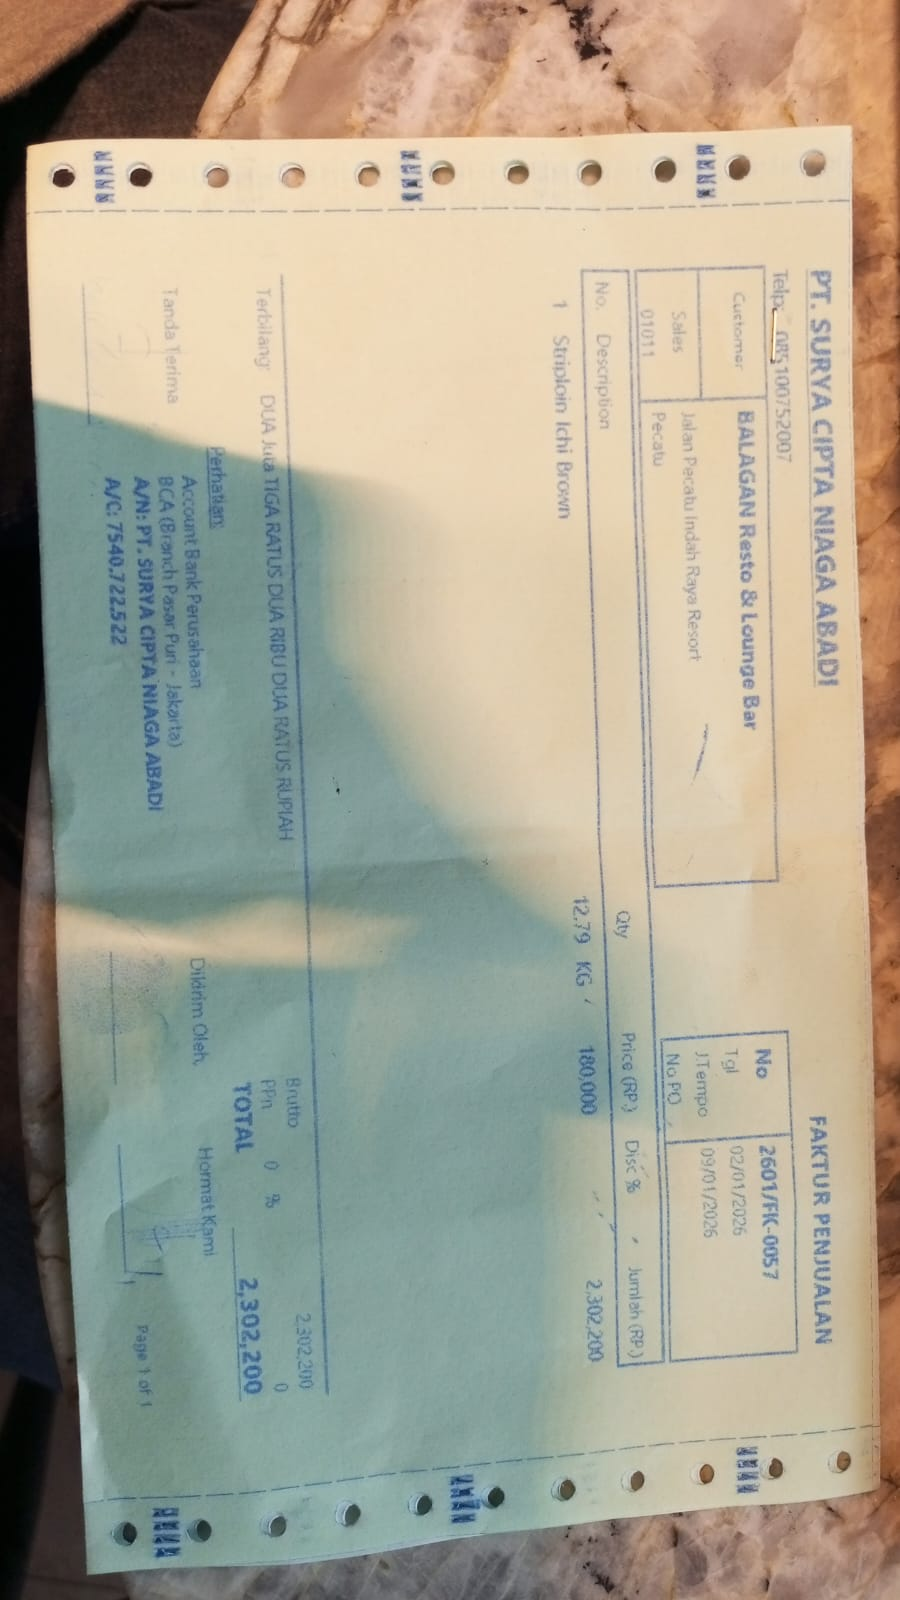 PT. SURYA CIPTA NIAGA ABADI
FAKTUR PENJUALAN
Telp: 085100752007
Customer BALAGAN Resto & Lounge Bar
Jalan Pecatu Indah Raya Resort
Sales
01011 Pecatu
No 2601/FK-0057
Tgl 02/01/2026
J.Tempo 09/01/2026
No PO
No. Description Qty Price (RP.) Disc % Jumlah (RP.)
1 Striploin Ichi Brown 12.79 KG 180,000 2,302,200
Terbilang: DUA Juta TIGA RATUS DUA RIBU DUA RATUS RUPIAH
Brutto 2,302,200
PPn 0 % 0
TOTAL 2,302,200
Perhatian:
Account Bank Perusahaan
BCA (Branch Pasar Puri - Jakarta)
A/N: PT. SURYA CIPTA NIAGA ABADI
A/C: 7540.722.522
Tanda Terima
Dikirim Oleh,
Hormat Kami
Page 1 of 1